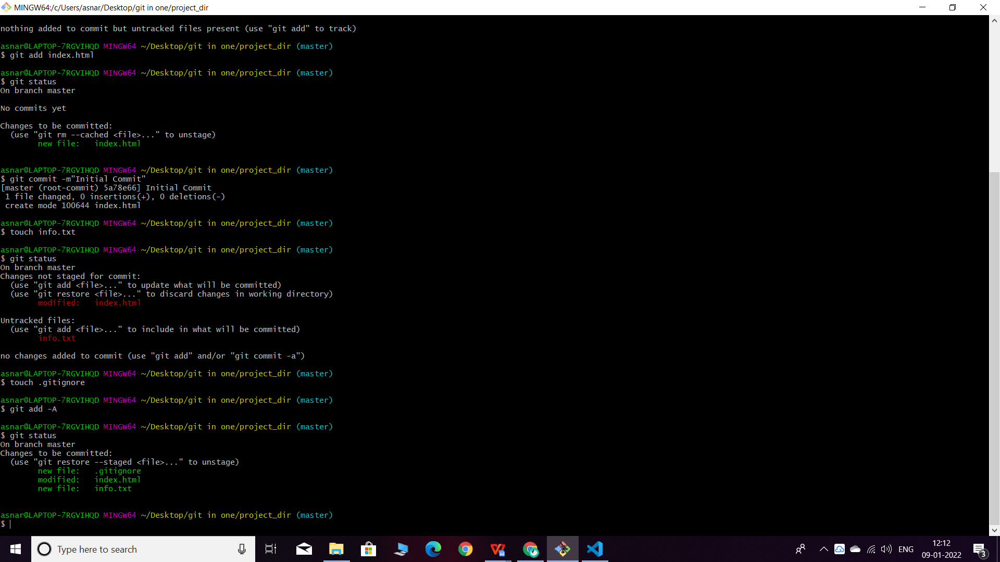 MINGW64:/c/Users/asnar/Desktop/git in one/project_dir
nothing added to commit but untracked files present (use "git add" to track)
asnar@LAPTOP-7RGVIHQD MINGW64 ~/Desktop/git in one/project_dir (master)
$ git add index.html
asnar@LAPTOP-7RGVIHQD MINGW64 ~/Desktop/git in one/project_dir (master)
$ git status
On branch master
No commits yet
Changes to be committed:
  (use "git rm --cached <file>..." to unstage)
        new file:   index.html
asnar@LAPTOP-7RGVIHQD MINGW64 ~/Desktop/git in one/project_dir (master)
$ git commit -m"Initial Commit"
[master (root-commit) 5a78e66] Initial Commit
 1 file changed, 0 insertions(+), 0 deletions(-)
 create mode 100644 index.html
asnar@LAPTOP-7RGVIHQD MINGW64 ~/Desktop/git in one/project_dir (master)
$ touch info.txt
asnar@LAPTOP-7RGVIHQD MINGW64 ~/Desktop/git in one/project_dir (master)
$ git status
On branch master
Changes not staged for commit:
  (use "git add <file>..." to update what will be committed)
  (use "git restore <file>..." to discard changes in working directory)
        modified:   index.html
Untracked files:
  (use "git add <file>..." to include in what will be committed)
        info.txt
no changes added to commit (use "git add" and/or "git commit -a")
asnar@LAPTOP-7RGVIHQD MINGW64 ~/Desktop/git in one/project_dir (master)
$ touch .gitignore
asnar@LAPTOP-7RGVIHQD MINGW64 ~/Desktop/git in one/project_dir (master)
$ git add -A
asnar@LAPTOP-7RGVIHQD MINGW64 ~/Desktop/git in one/project_dir (master)
$ git status
On branch master
Changes to be committed:
  (use "git restore --staged <file>..." to unstage)
        new file:   .gitignore
        modified:   index.html
        new file:   info.txt
asnar@LAPTOP-7RGVIHQD MINGW64 ~/Desktop/git in one/project_dir (master)
$
Type here to search
ENG
12:12
09-01-2022
3